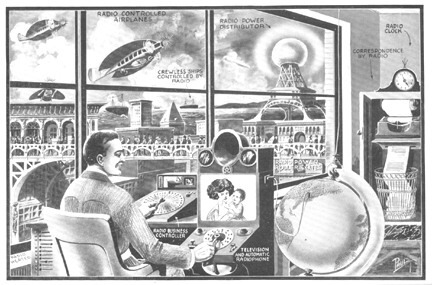 RADIO CONTROLLED
AIRPLANES
RADIO POWER
DISTRIBUTOR
RADIO
CLOCK
CORRESPONDENCE
BY RADIO
CREWLESS SHIPS
CONTROLLED BY
RADIO
RADIO BUSINESS
CONTROLLER
TELEVISION
AND AUTOMATIC
RADIOPHONE